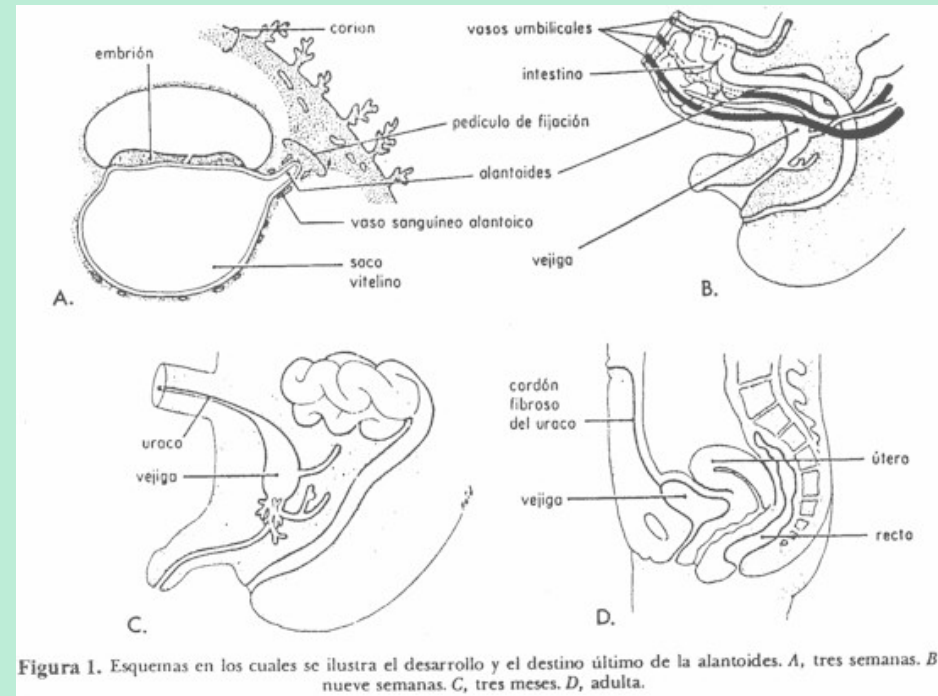 corion
embrión
pedículo de fijación
alantoides
vaso sanguíneo alantoico
saco
vitelino
A.
vasos umbilicales
intestino
vejiga
B.
uraco
vejiga
C.
cordón
fibroso
del uraco
vejiga
útero
recto
D.
Figura 1. Esquemas en los cuales se ilustra el desarrollo y el destino último de la alantoides. A, tres semanas. B
nueve semanas. C, tres meses. D, adulta.